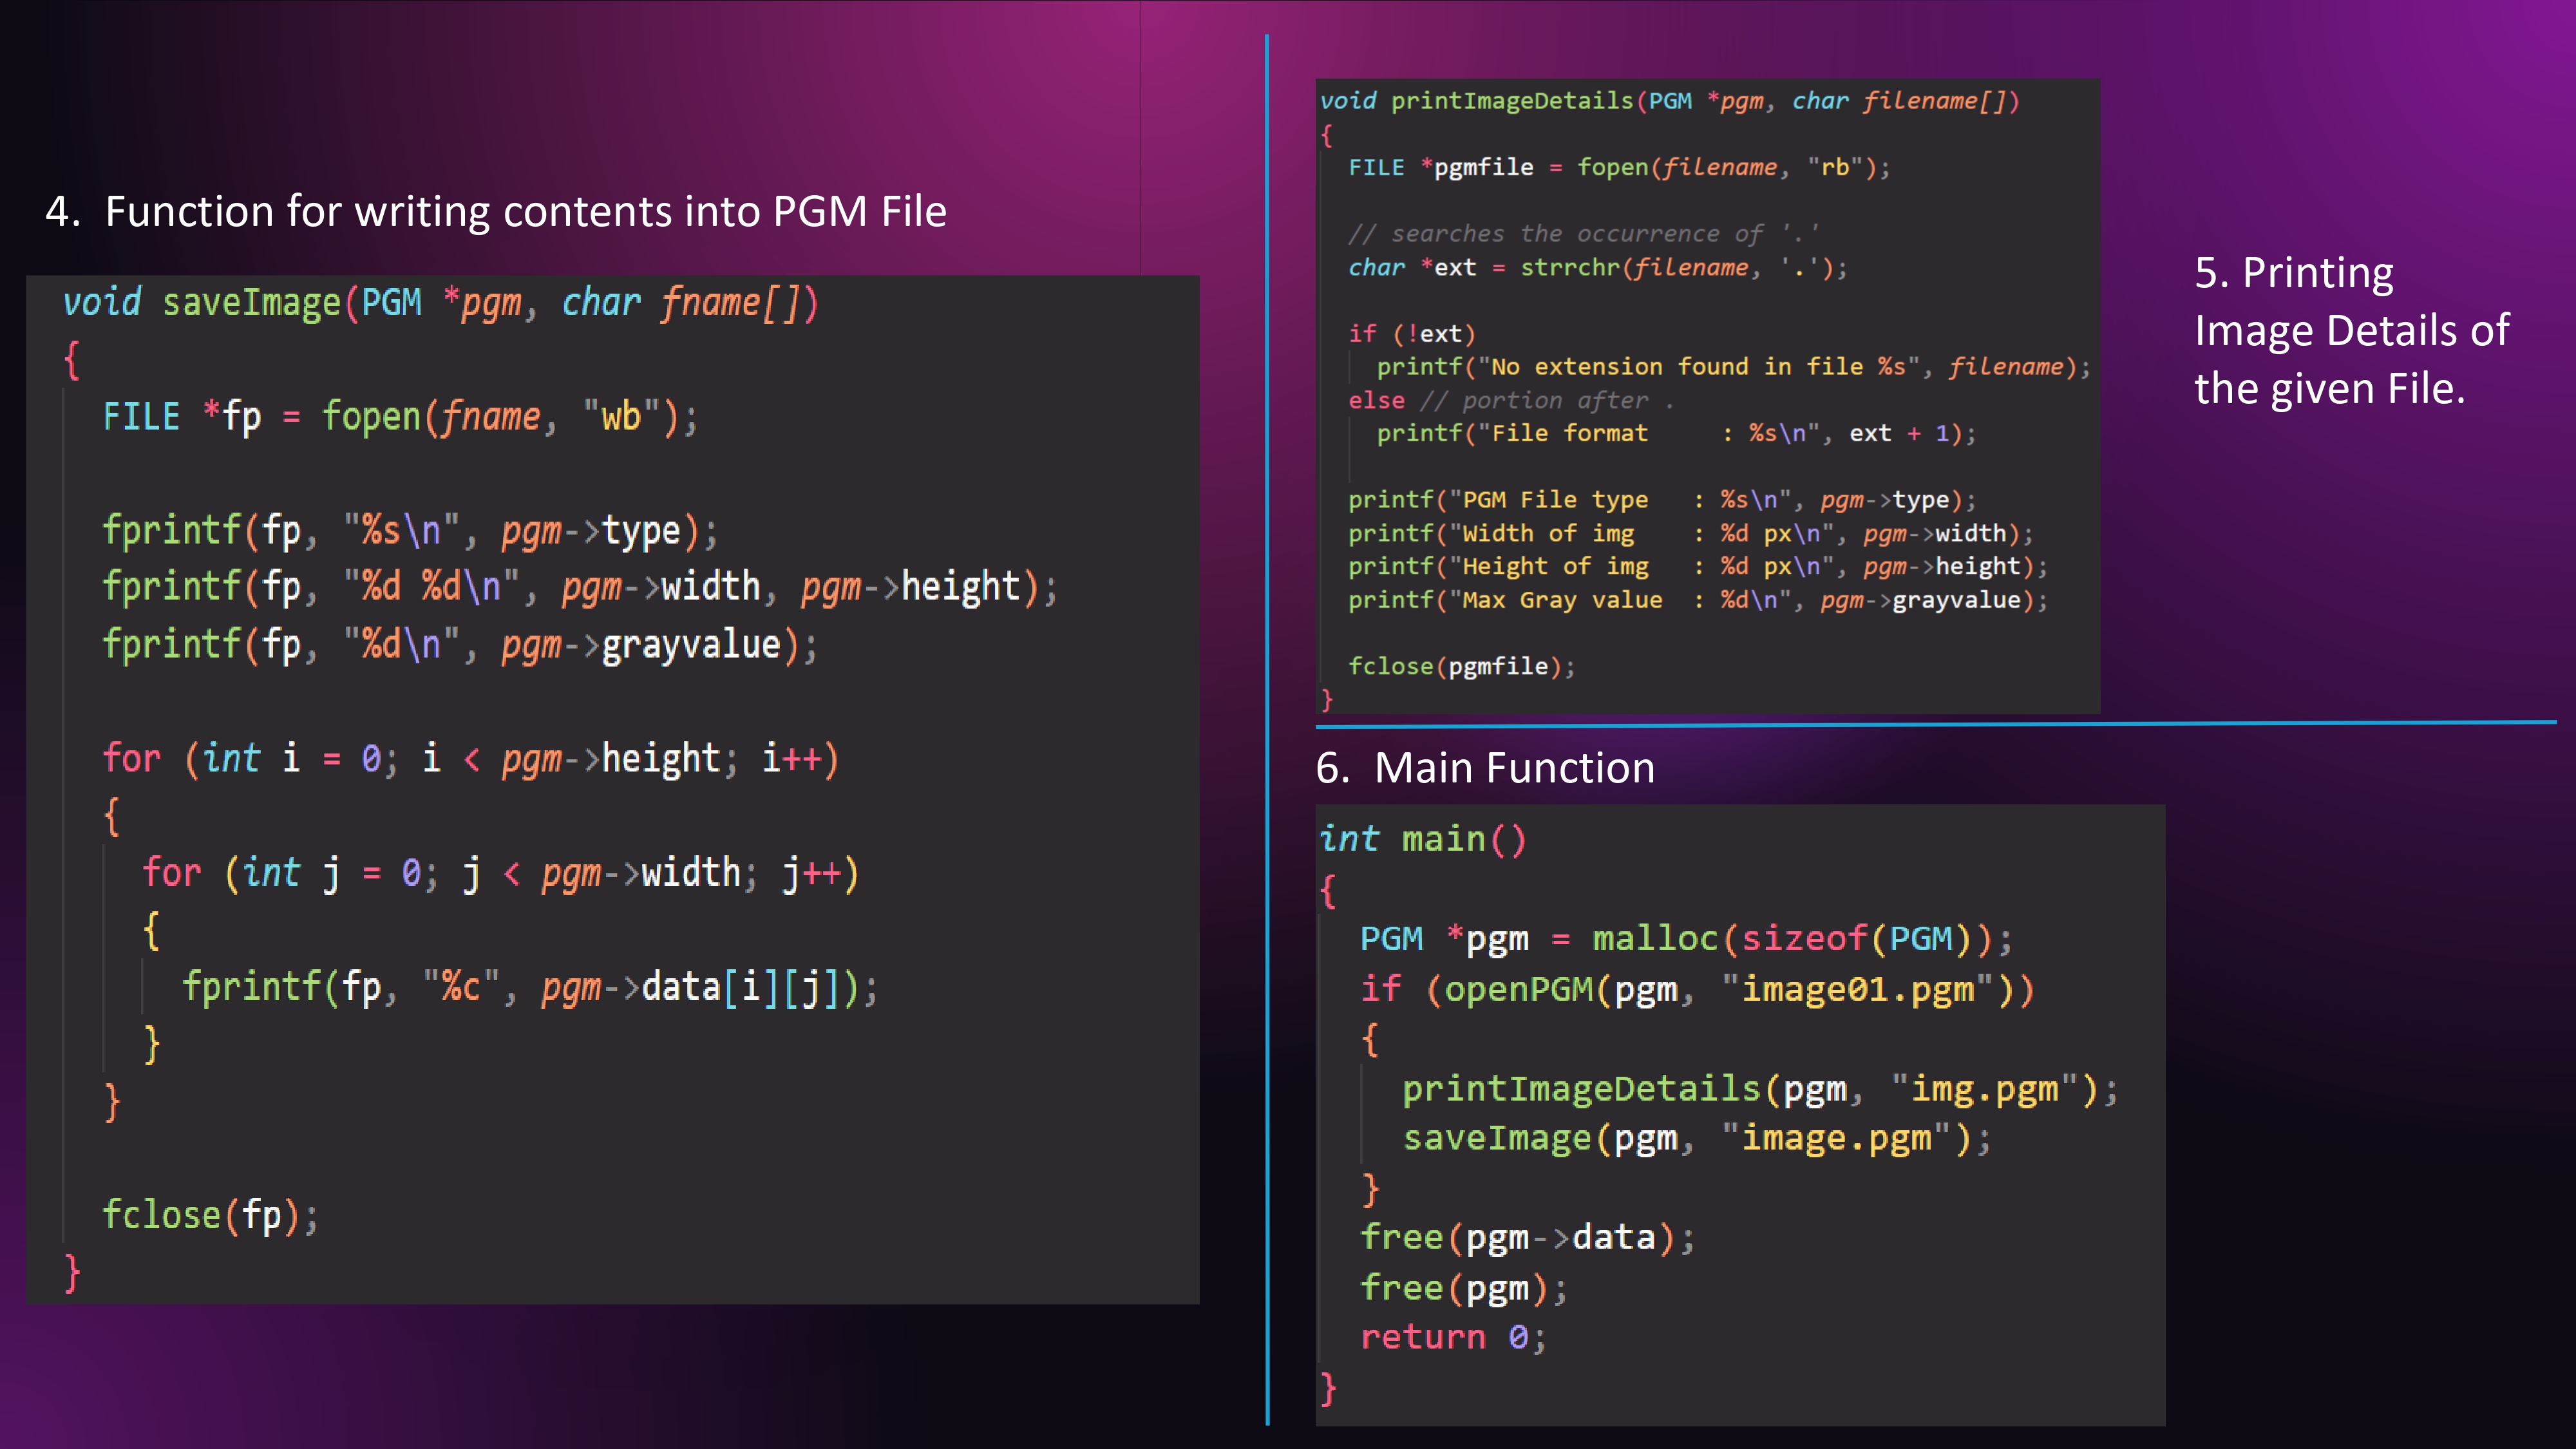 4.  Function for writing contents into PGM File
void saveImage(PGM *pgm, char fname[])
{
  FILE *fp = fopen(fname, "wb");

  fprintf(fp, "%s\n", pgm->type);
  fprintf(fp, "%d %d\n", pgm->width, pgm->height);
  fprintf(fp, "%d\n", pgm->grayvalue);

  for (int i = 0; i < pgm->height; i++)
  {
    for (int j = 0; j < pgm->width; j++)
    {
      fprintf(fp, "%c", pgm->data[i][j]);
    }
  }

  fclose(fp);
}
void printImageDetails(PGM *pgm, char filename[])
{
  FILE *pgmfile = fopen(filename, "rb");

  // searches the occurrence of '.'
  char *ext = strrchr(filename, '.');

  if (!ext)
    printf("No extension found in file %s", filename);
  else // portion after .
    printf("File format     : %s\n", ext + 1);

  printf("PGM File type   : %s\n", pgm->type);
  printf("Width of img    : %d px\n", pgm->width);
  printf("Height of img   : %d px\n", pgm->height);
  printf("Max Gray value  : %d\n", pgm->grayvalue);

  fclose(pgmfile);
}
5. Printing
Image Details of
the given File.
6.  Main Function
int main()
{
  PGM *pgm = malloc(sizeof(PGM));
  if (openPGM(pgm, "image01.pgm"))
  {
    printImageDetails(pgm, "img.pgm");
    saveImage(pgm, "image.pgm");
  }
  free(pgm->data);
  free(pgm);
  return 0;
}